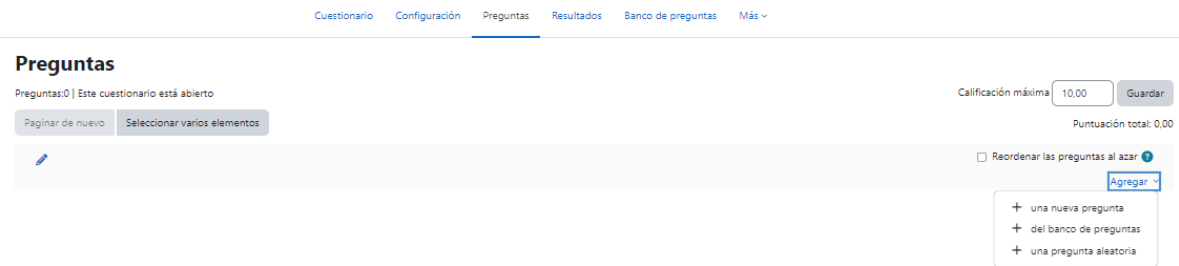 Cuestionario Configuración Preguntas Resultados Banco de preguntas Más
Preguntas
Preguntas:0 | Este cuestionario está abierto
Calificación máxima 10,00 Guardar
Paginar de nuevo Seleccionar varios elementos
Puntuación total: 0,00
Reordenar las preguntas al azar ?
Agregar
+ una nueva pregunta
+ del banco de preguntas
+ una pregunta aleatoria